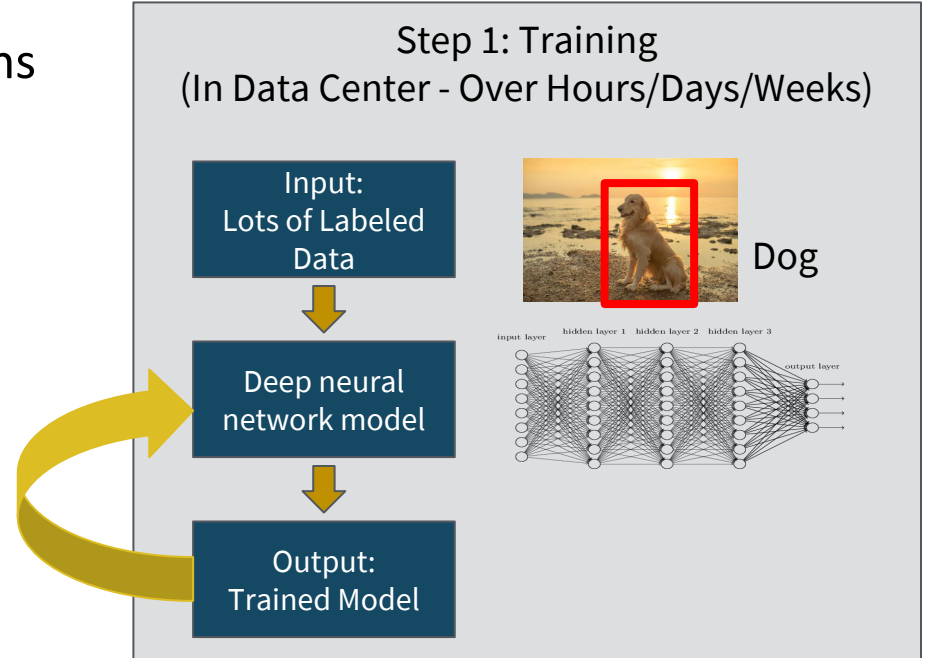 ns
Step 1: Training
(In Data Center - Over Hours/Days/Weeks)
Input:
Lots of Labeled
Data
Dog
input layer
hidden layer 1 hidden layer 2 hidden layer 3
output layer
Deep neural
network model
Output:
Trained Model